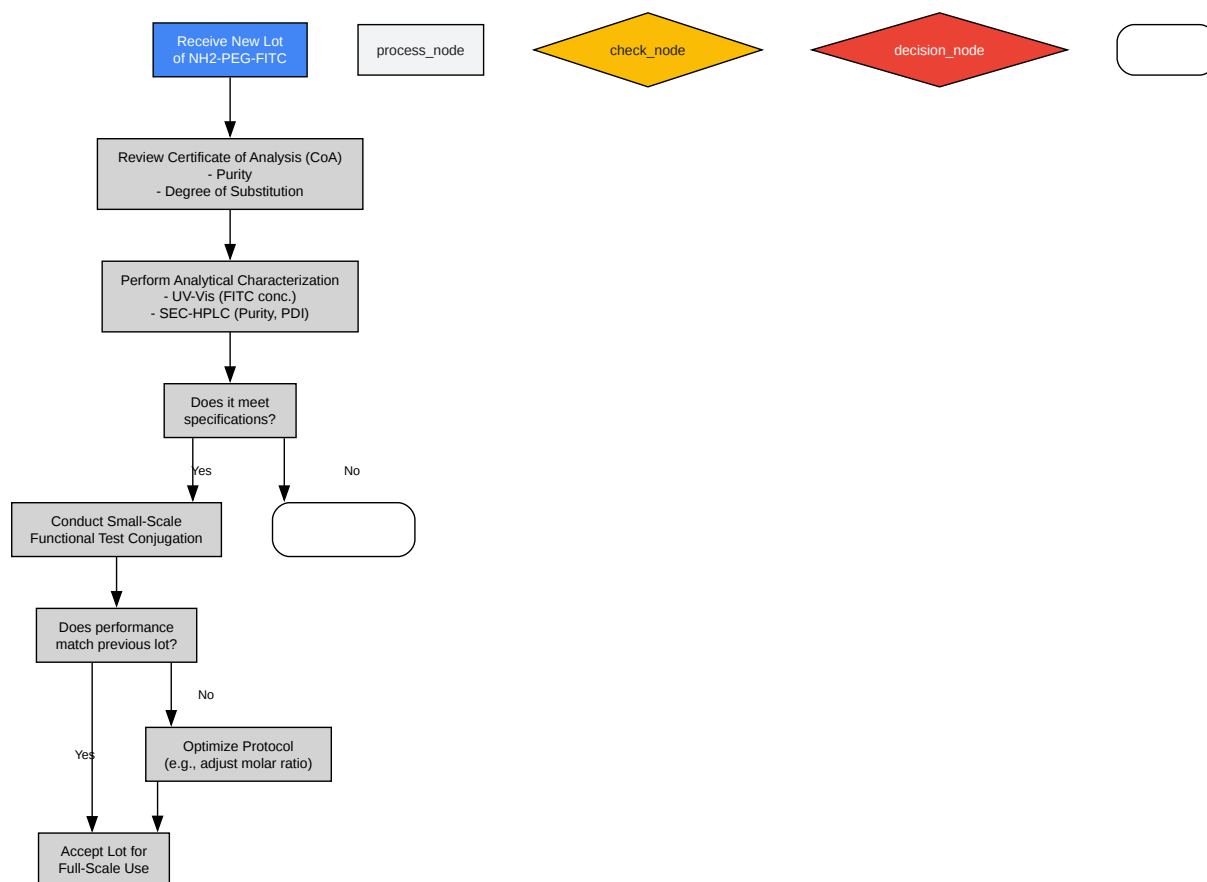 Receive New Lot
of NH2-PEG-FITC
process_node
check_node
decision_node
Review Certificate of Analysis (CoA)
- Purity
- Degree of Substitution
Perform Analytical Characterization
- UV-Vis (FITC conc.)
- SEC-HPLC (Purity, PDI)
Does it meet
specifications?
Yes
No
Conduct Small-Scale
Functional Test Conjugation
Does performance
match previous lot?
No
Optimize Protocol
(e.g., adjust molar ratio)
Yes
Accept Lot for
Full-Scale Use